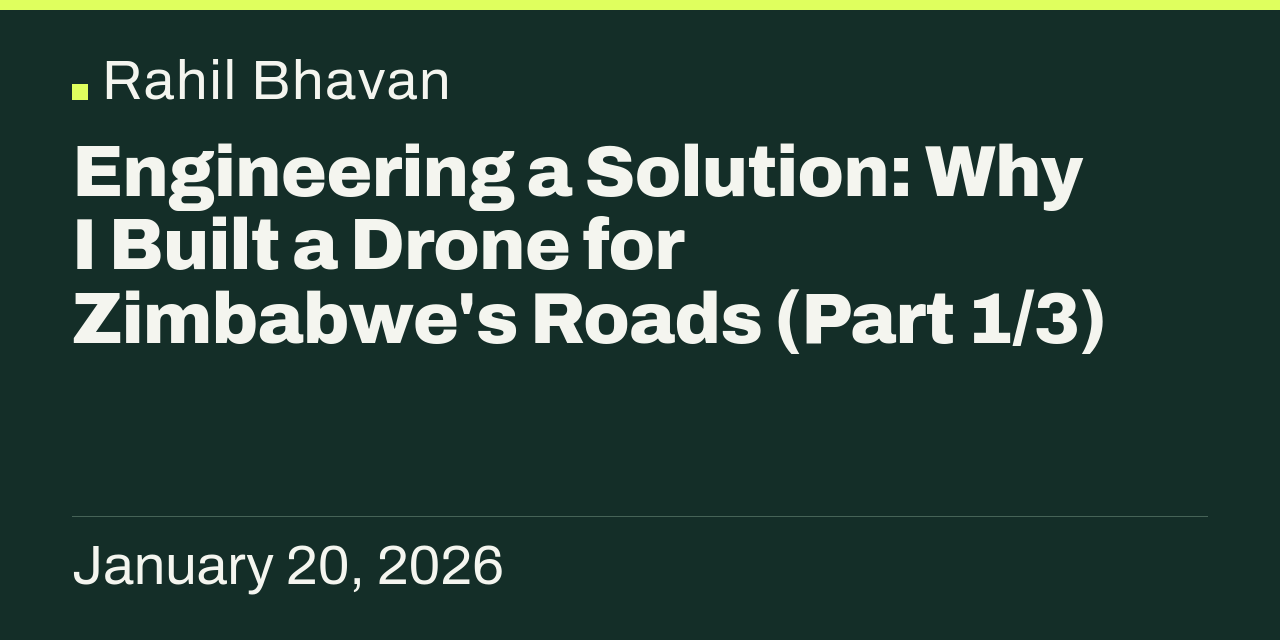 Rahil Bhavan
Engineering a Solution: Why
I Built a Drone for
Zimbabwe's Roads (Part 1/3)
January 20, 2026